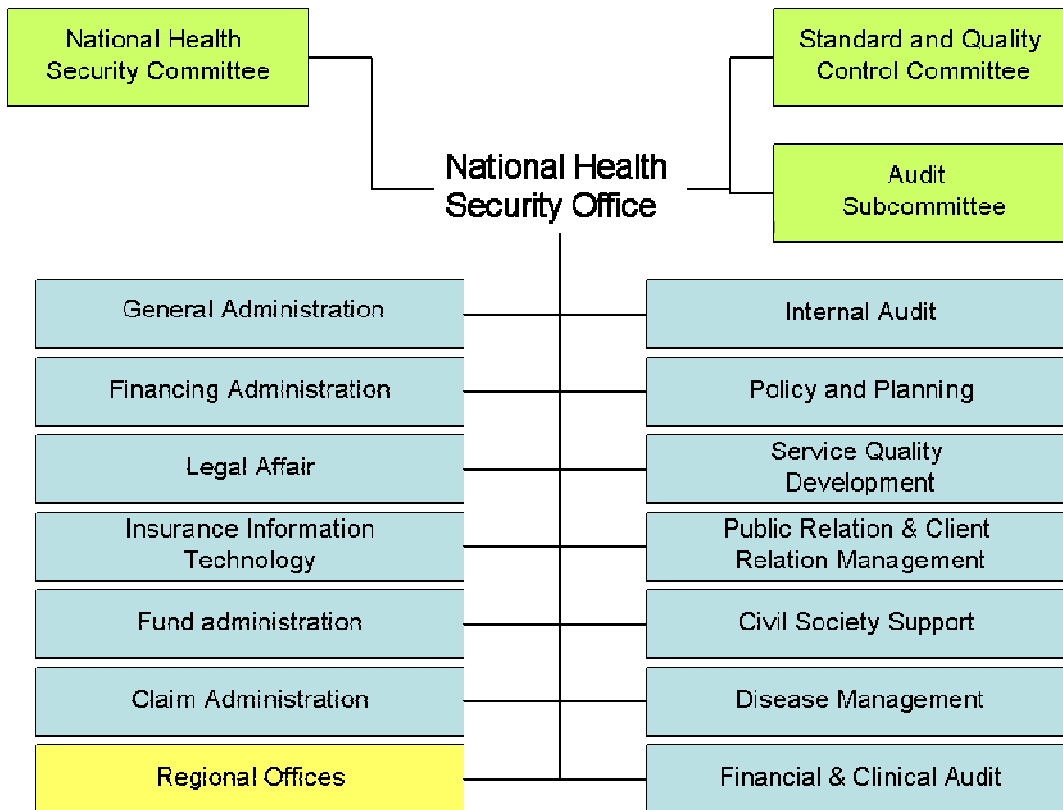 National Health
Security Committee
Standard and Quality
Control Committee
National Health
Security Office
Audit
Subcommittee
General Administration
Internal Audit
Financing Administration
Policy and Planning
Legal Affair
Service Quality
Development
Insurance Information
Technology
Public Relation & Client
Relation Management
Fund administration
Civil Society Support
Claim Administration
Disease Management
Regional Offices
Financial & Clinical Audit